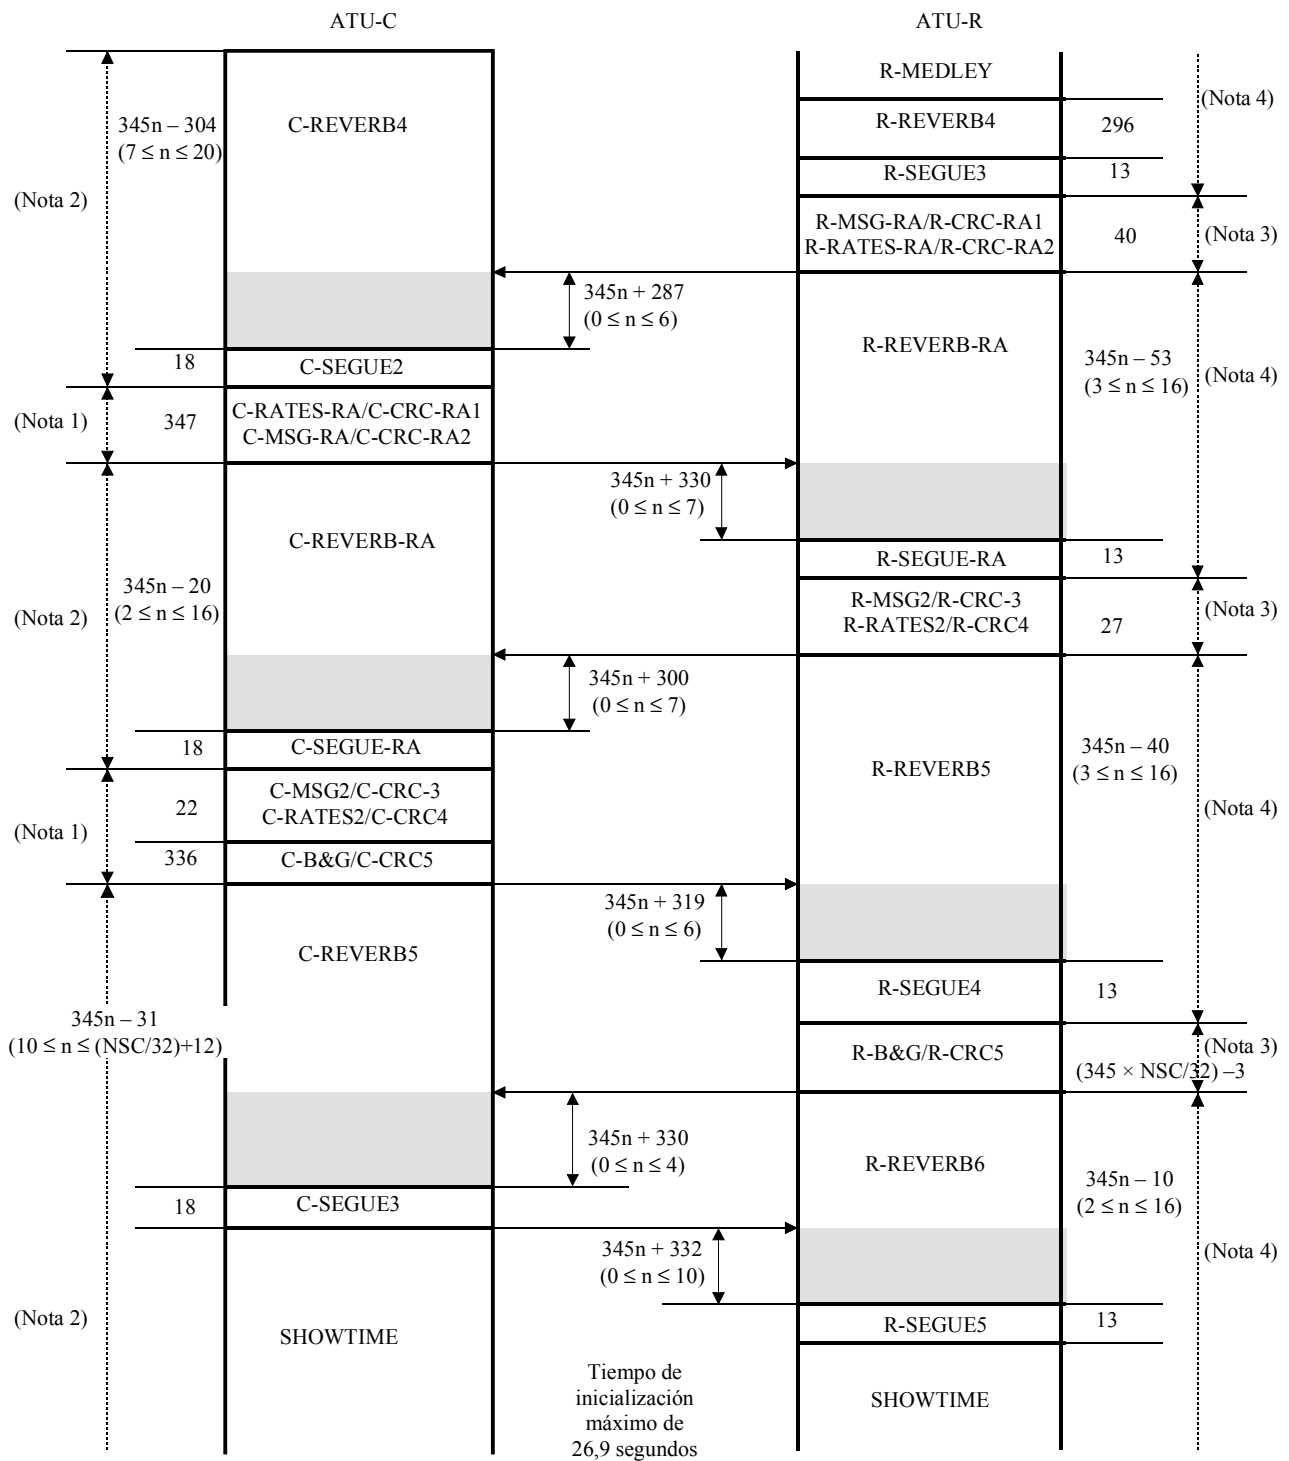 ATU-C
ATU-R
R-MEDLEY
(Nota 4)
345n – 304
(7 ≤ n ≤ 20)
C-REVERB4
R-REVERB4
296
R-SEGUE3
13
(Nota 2)
R-MSG-RA/R-CRC-RA1
R-RATES-RA/R-CRC-RA2
40
(Nota 3)
345n + 287
(0 ≤ n ≤ 6)
R-REVERB-RA
345n – 53
(3 ≤ n ≤ 16)
(Nota 4)
18
C-SEGUE2
(Nota 1)
347
C-RATES-RA/C-CRC-RA1
C-MSG-RA/C-CRC-RA2
345n + 330
(0 ≤ n ≤ 7)
C-REVERB-RA
R-SEGUE-RA
13
345n – 20
(2 ≤ n ≤ 16)
(Nota 2)
R-MSG2/R-CRC-3
R-RATES2/R-CRC4
27
(Nota 3)
345n + 300
(0 ≤ n ≤ 7)
18
C-SEGUE-RA
R-REVERB5
345n – 40
(3 ≤ n ≤ 16)
(Nota 4)
C-MSG2/C-CRC-3
C-RATES2/C-CRC4
22
(Nota 1)
336
C-B&G/C-CRC5
345n + 319
(0 ≤ n ≤ 6)
C-REVERB5
R-SEGUE4
13
345n – 31
(10 ≤ n ≤ (NSC/32)+12)
R-B&G/R-CRC5
(Nota 3)
(345 × NSC/32) –3
345n + 330
(0 ≤ n ≤ 4)
R-REVERB6
345n – 10
(2 ≤ n ≤ 16)
18
C-SEGUE3
345n + 332
(0 ≤ n ≤ 10)
(Nota 4)
(Nota 2)
SHOWTIME
R-SEGUE5
13
Tiempo de
inicialización
máximo de
26,9 segundos
SHOWTIME